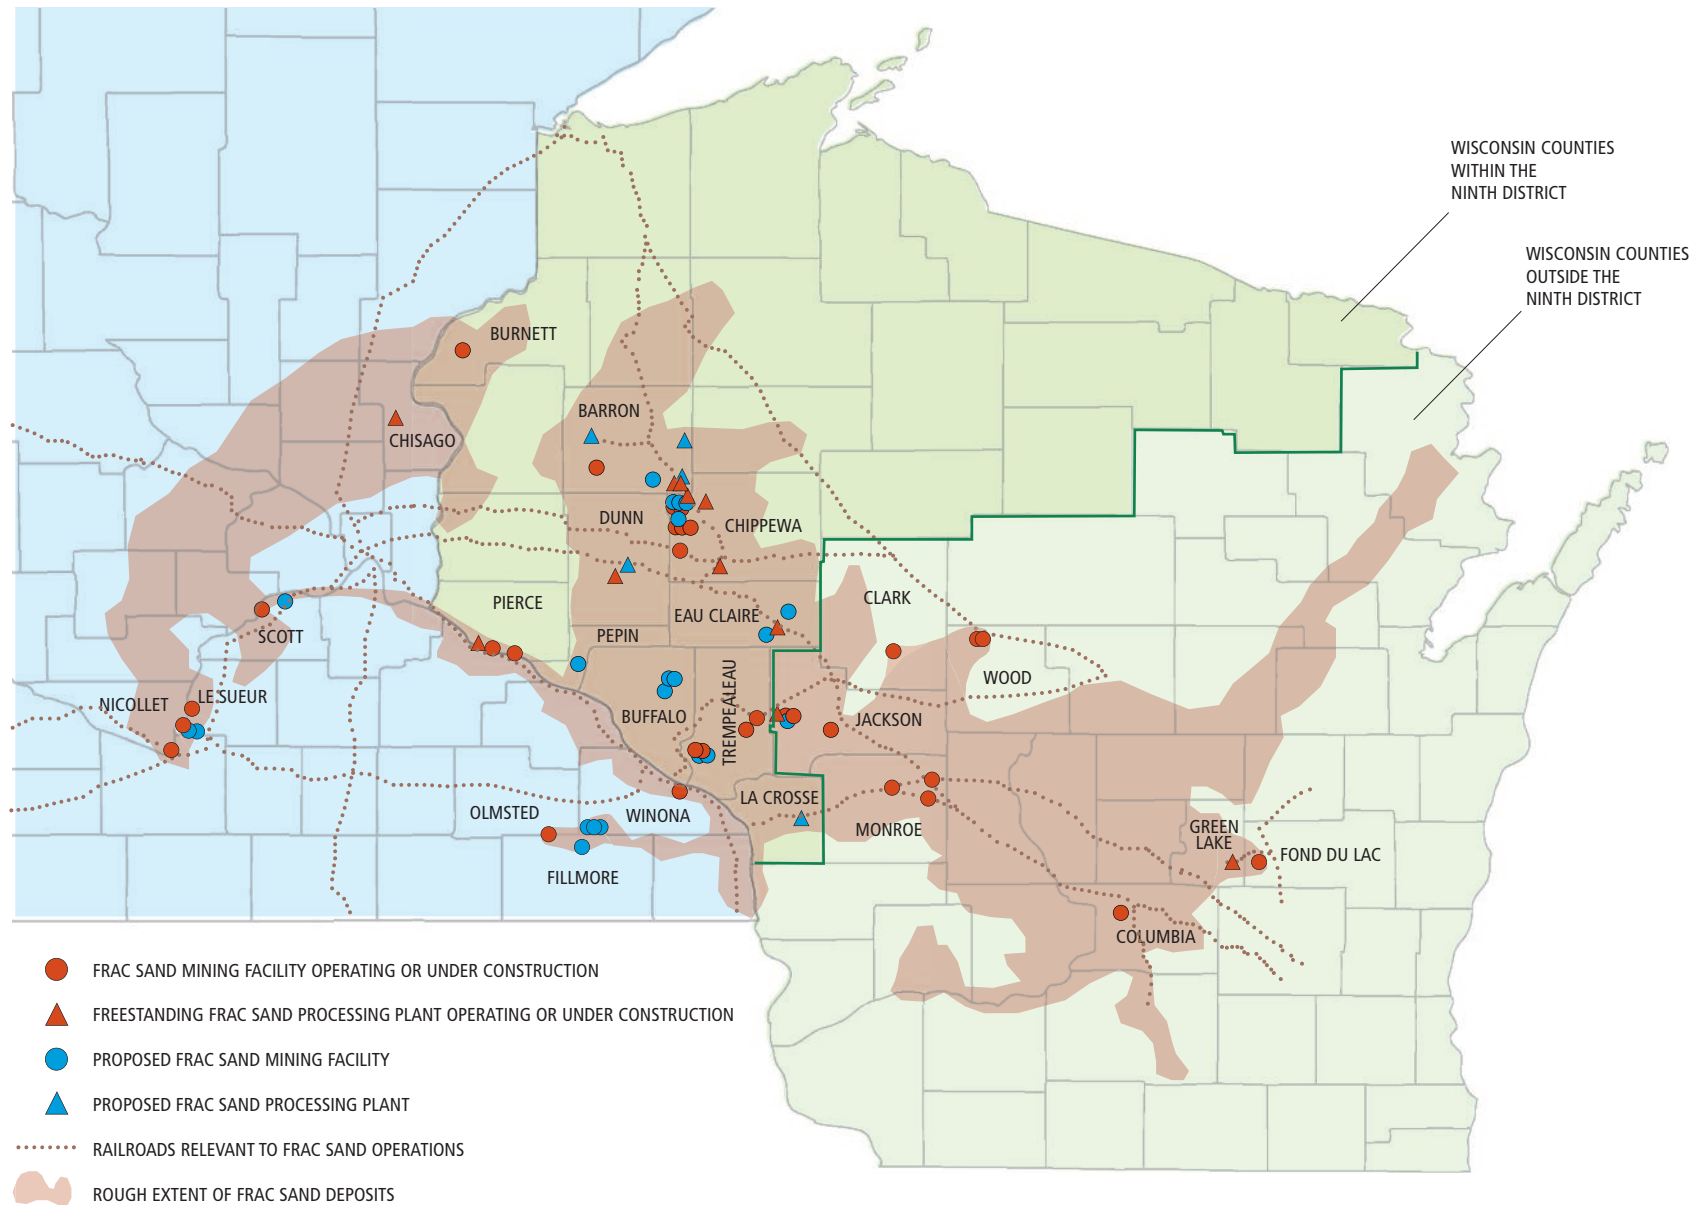 WISCONSIN COUNTIES
WITHIN THE
NINTH DISTRICT
WISCONSIN COUNTIES
OUTSIDE THE
NINTH DISTRICT
BURNETT
BARRON
CHISAGO
DUNN
CHIPPEWA
PIERCE
CLARK
EAU CLAIRE
SCOTT
PEPIN
WOOD
NICOLLET
LE SUEUR
BUFFALO
TREMPEALEAU
JACKSON
LA CROSSE
OLMSTED
WINONA
MONROE
GREEN
LAKE
FOND DU LAC
FILLMORE
COLUMBIA
FRAC SAND MINING FACILITY OPERATING OR UNDER CONSTRUCTION
FREESTANDING FRAC SAND PROCESSING PLANT OPERATING OR UNDER CONSTRUCTION
PROPOSED FRAC SAND MINING FACILITY
PROPOSED FRAC SAND PROCESSING PLANT
RAILROADS RELEVANT TO FRAC SAND OPERATIONS
ROUGH EXTENT OF FRAC SAND DEPOSITS